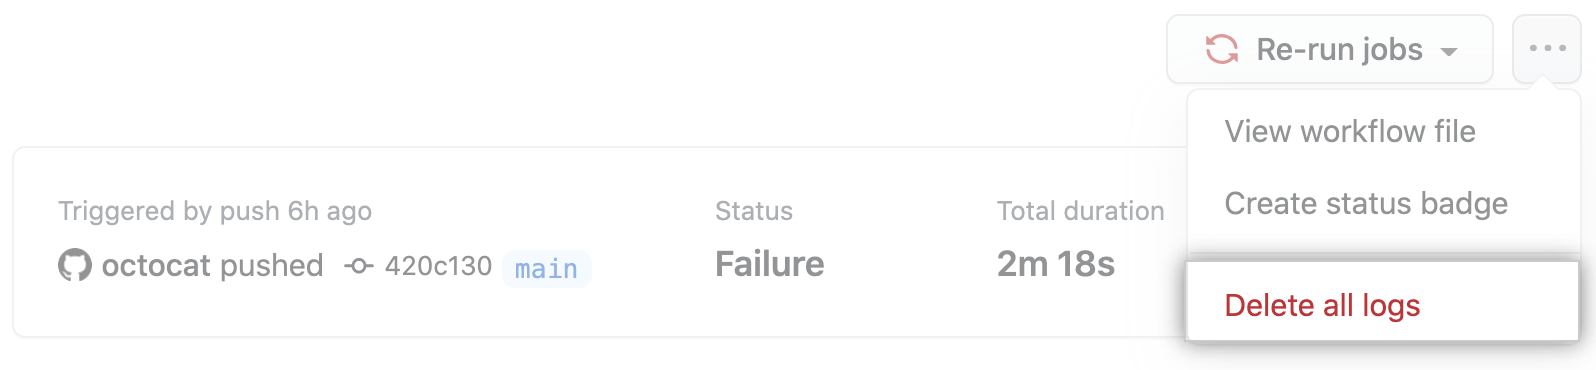 Re-run jobs
View workflow file
Create status badge
Delete all logs
Triggered by push 6h ago
octocat pushed 420c130 main
Status
Failure
Total duration
2m 18s